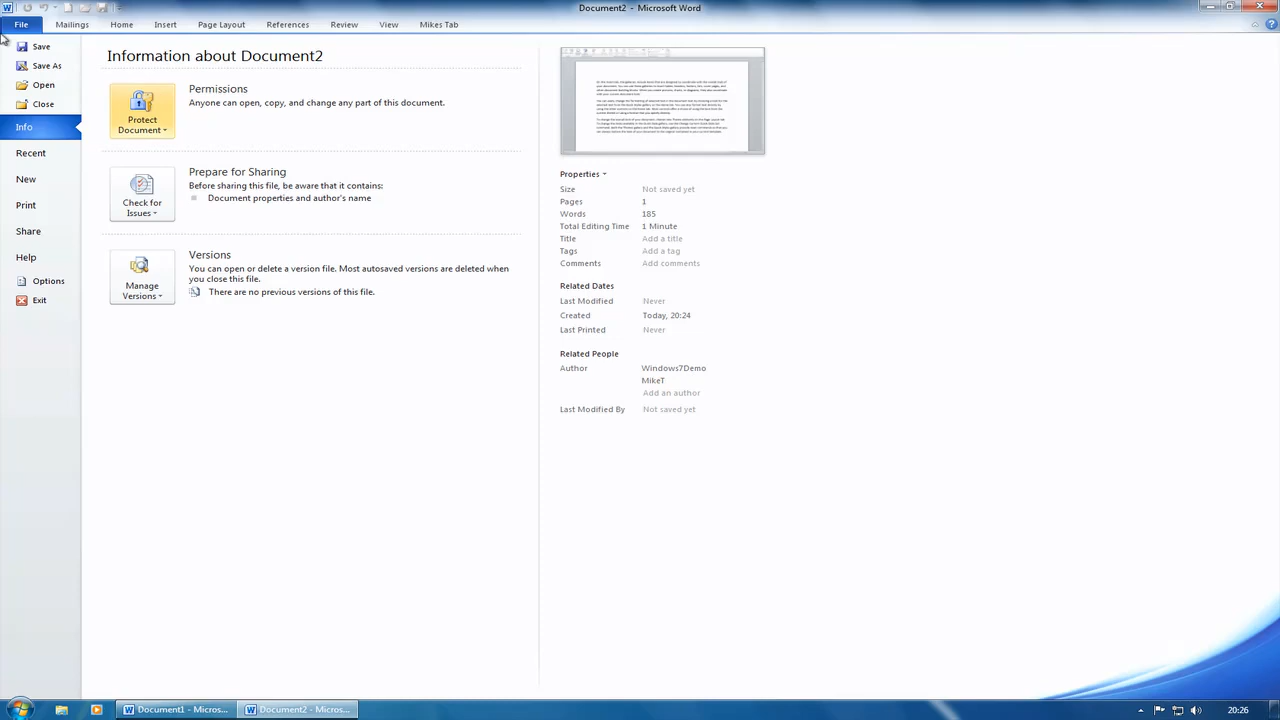 Document2 - Microsoft Word
File Mailings Home Insert Page Layout References Review View Mikes Tab
Save
Save As
Open
Close
Info
Recent
New
Print
Share
Help
Options
Exit
Information about Document2
Protect
Document
Permissions
Anyone can open, copy, and change any part of this document.
Check for
Issues
Prepare for Sharing
Before sharing this file, be aware that it contains:
Document properties and author's name
Manage
Versions
Versions
You can open or delete a version file. Most autosaved versions are deleted when
you close this file.
There are no previous versions of this file.
Properties
Size Not saved yet
Pages 1
Words 185
Total Editing Time 1 Minute
Title Add a title
Tags Add a tag
Comments Add comments
Related Dates
Last Modified Never
Created Today, 20:24
Last Printed Never
Related People
Author Windows7Demo
MikeT
Add an author
Last Modified By Not saved yet
Document1 - Micros... Document2 - Micros... 20:26